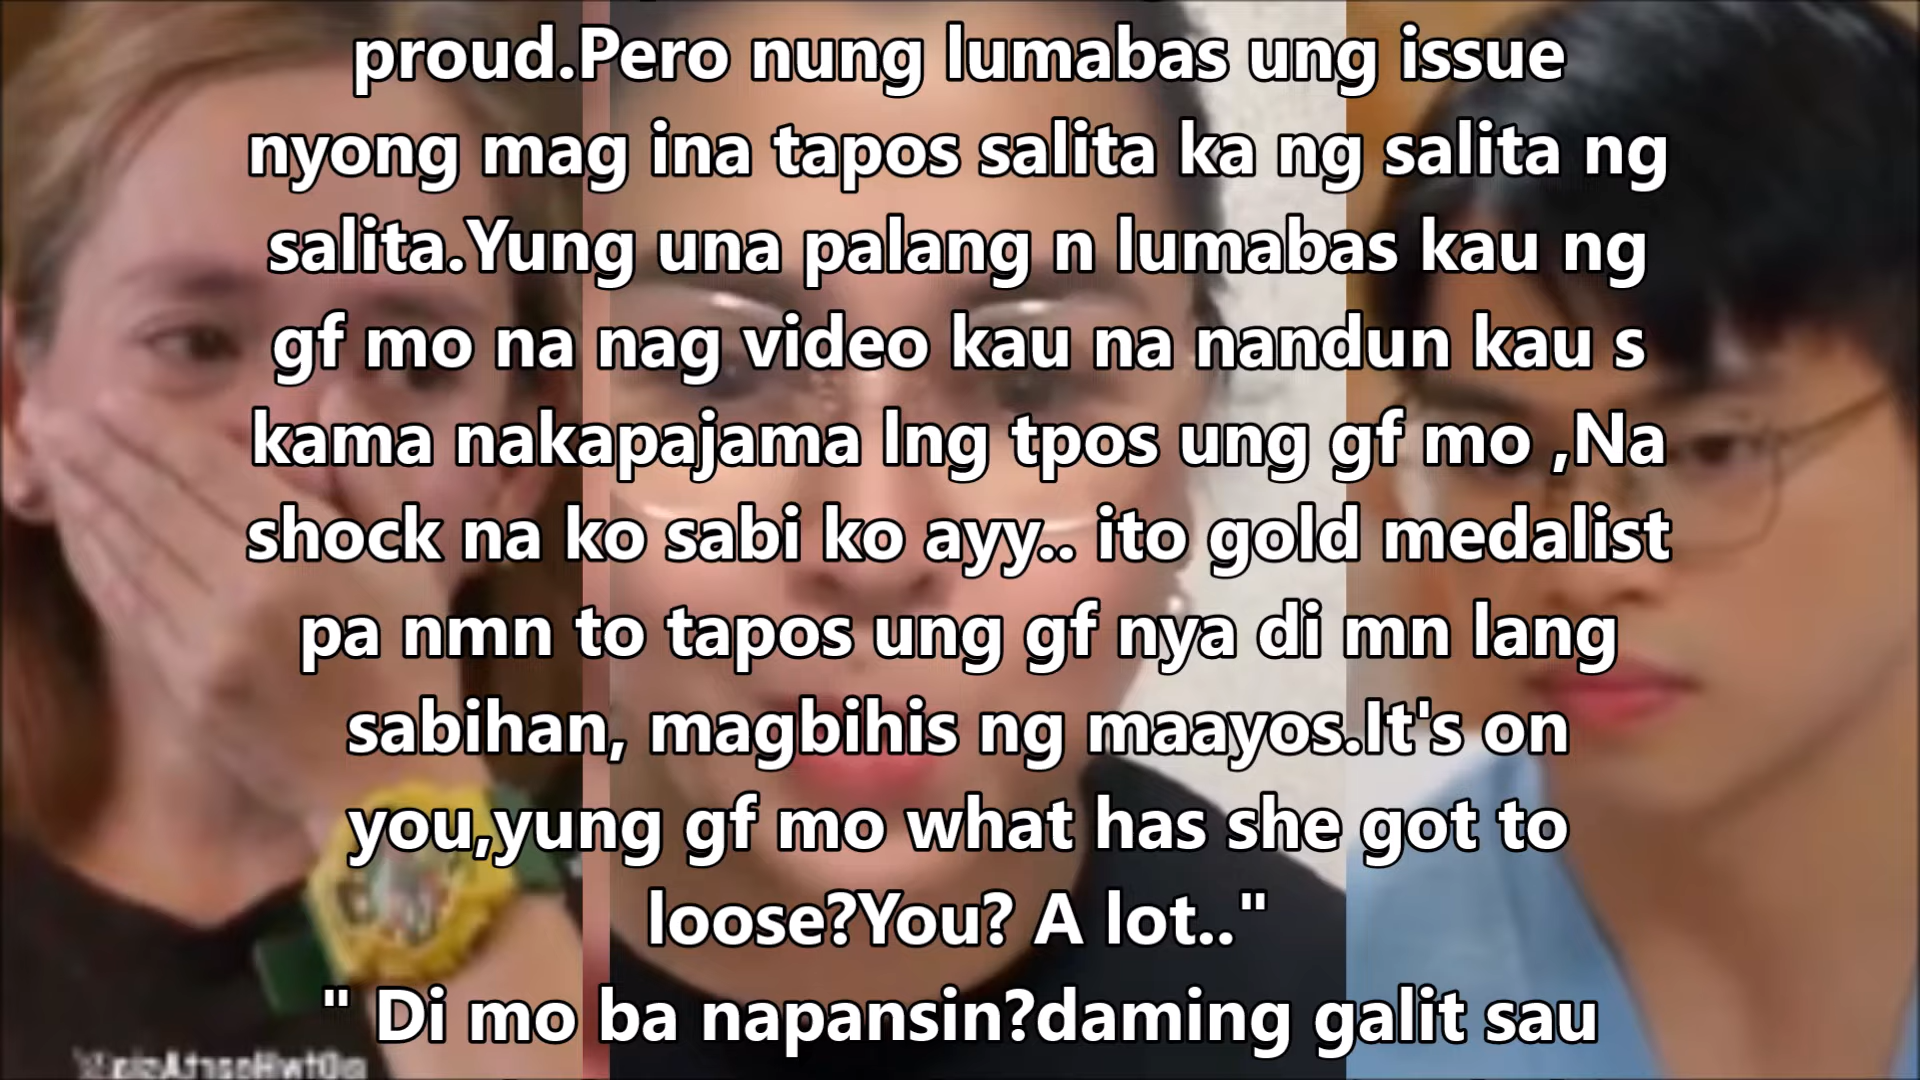 proud.Pero nung lumabas ung issue
nyong mag ina tapos salita ka ng salita ng
salita.Yung una palang n lumabas kau ng
gf mo na nag video kau na nandun kau s
kama nakapajama lng tpos ung gf mo ,Na
shock na ko sabi ko ayy.. ito gold medalist
pa nmn to tapos ung gf nya di mn lang
sabihan, magbihis ng maayos.It's on
you,yung gf mo what has she got to
loose?You? A lot.."
" Di mo ba napansin?daming galit sau